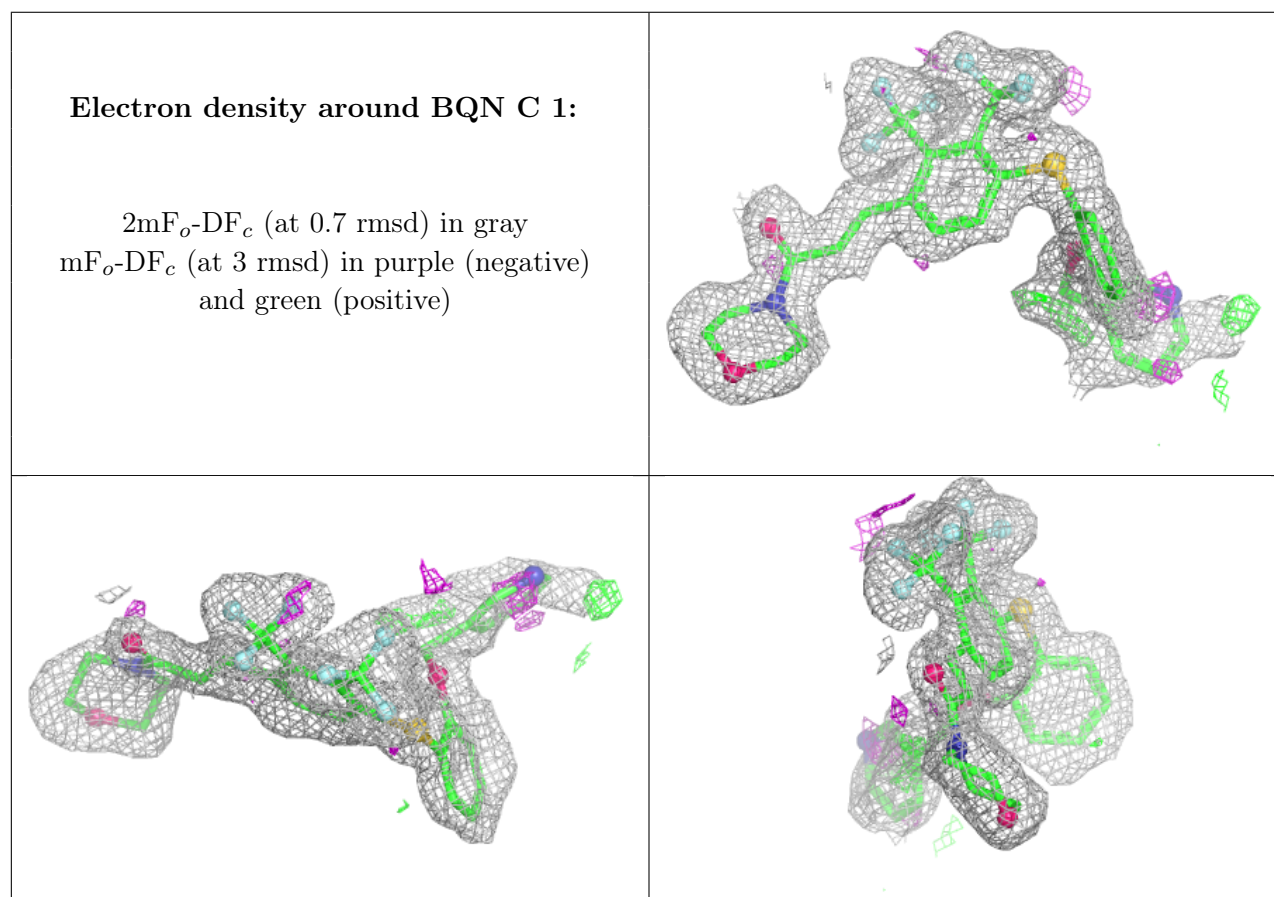 Electron density around BQN C 1:
2mFₒ-DF𝒸 (at 0.7 rmsd) in gray
mFₒ-DF𝒸 (at 3 rmsd) in purple (negative)
and green (positive)